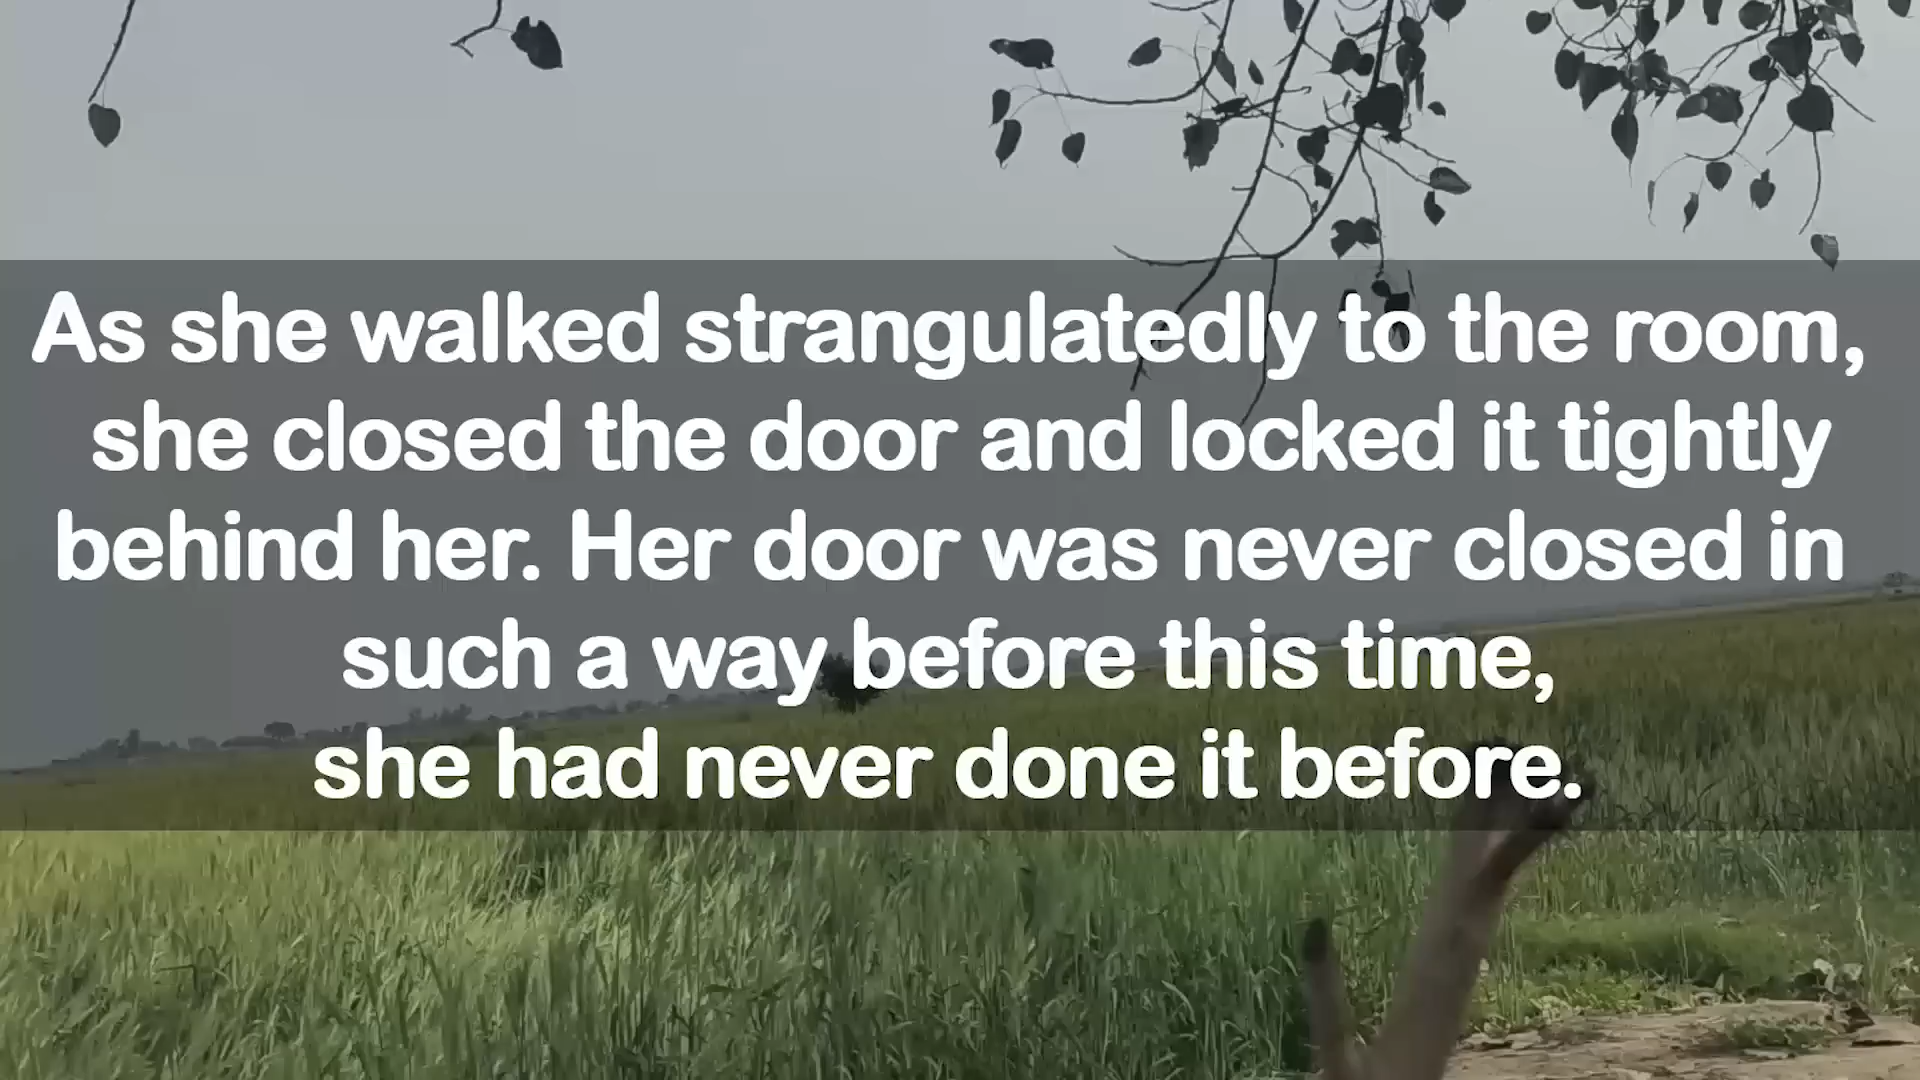 As she walked strangulatedly to the room,
she closed the door and locked it tightly
behind her. Her door was never closed in
such a way before this time,
she had never done it before.